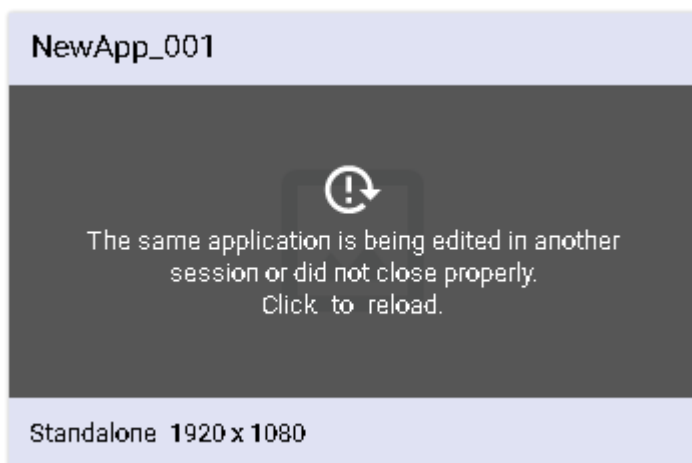 NewApp_001
The same application is being edited in another
session or did not close properly.
Click to reload.
Standalone 1920 x 1080